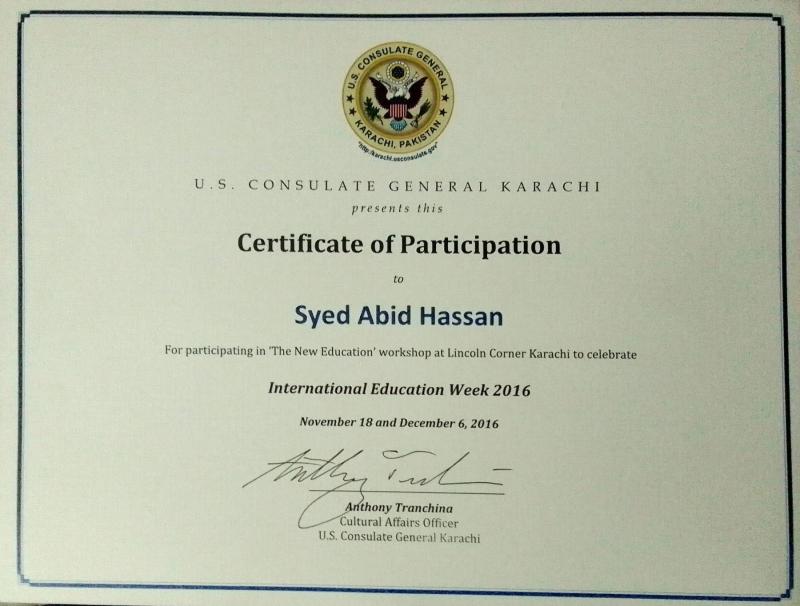 U.S. CONSULATE GENERAL
KARACHI, PAKISTAN
"http://karachi.usconsulate.gov"
U.S. CONSULATE GENERAL KARACHI
presents this
Certificate of Participation
to
Syed Abid Hassan
For participating in 'The New Education' workshop at Lincoln Corner Karachi to celebrate
International Education Week 2016
November 18 and December 6, 2016
Anthony Tranchina
Cultural Affairs Officer
U.S. Consulate General Karachi